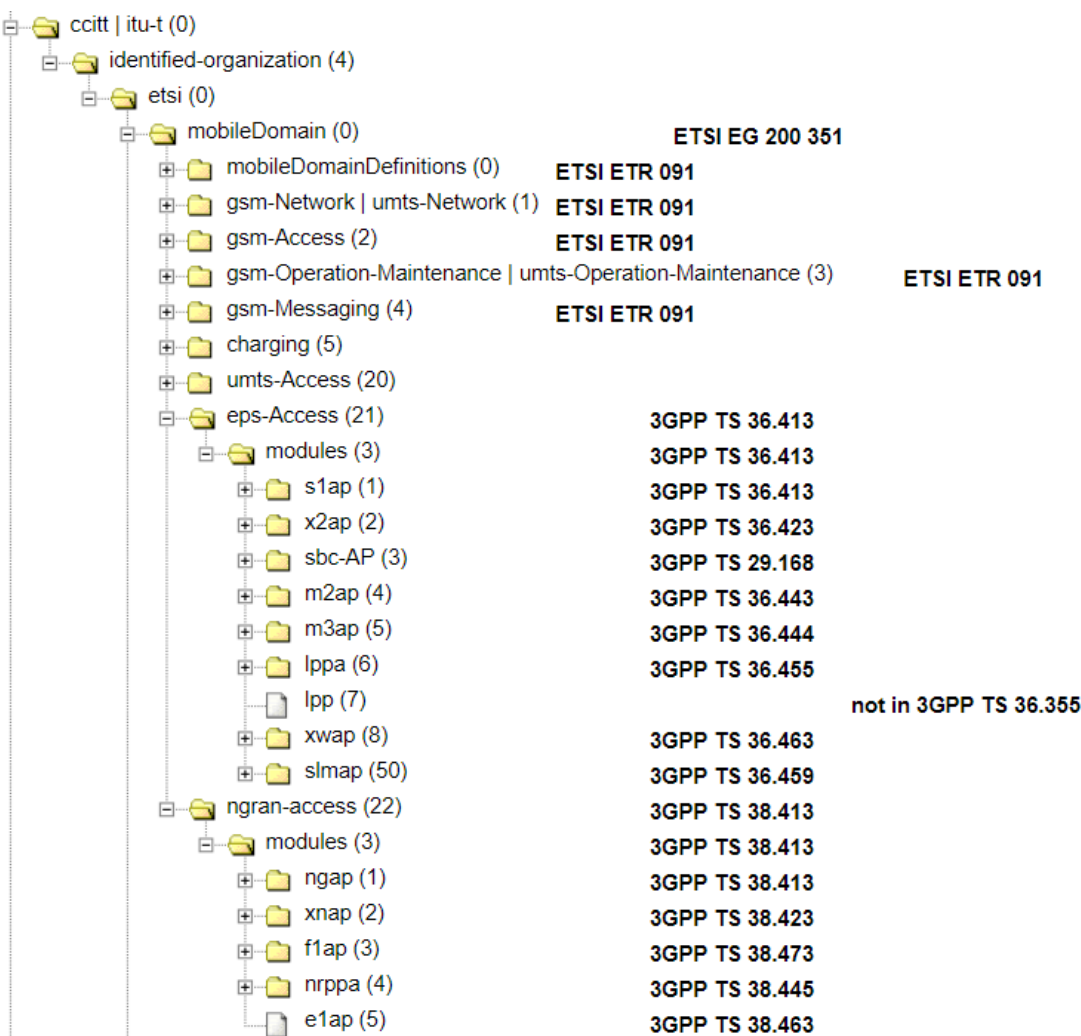 ccitt | itu-t (0)
identified-organization (4)
etsi (0)
mobileDomain (0) ETSI EG 200 351
mobileDomainDefinitions (0) ETSI ETR 091
gsm-Network | umts-Network (1) ETSI ETR 091
gsm-Access (2) ETSI ETR 091
gsm-Operation-Maintenance | umts-Operation-Maintenance (3) ETSI ETR 091
gsm-Messaging (4) ETSI ETR 091
charging (5)
umts-Access (20)
eps-Access (21) 3GPP TS 36.413
modules (3) 3GPP TS 36.413
s1ap (1) 3GPP TS 36.413
x2ap (2) 3GPP TS 36.423
sbc-AP (3) 3GPP TS 29.168
m2ap (4) 3GPP TS 36.443
m3ap (5) 3GPP TS 36.444
lppa (6) 3GPP TS 36.455
lpp (7) not in 3GPP TS 36.355
xwap (8) 3GPP TS 36.463
slmap (50) 3GPP TS 36.459
ngran-access (22) 3GPP TS 38.413
modules (3) 3GPP TS 38.413
ngap (1) 3GPP TS 38.413
xnap (2) 3GPP TS 38.423
f1ap (3) 3GPP TS 38.473
nrppa (4) 3GPP TS 38.445
e1ap (5) 3GPP TS 38.463